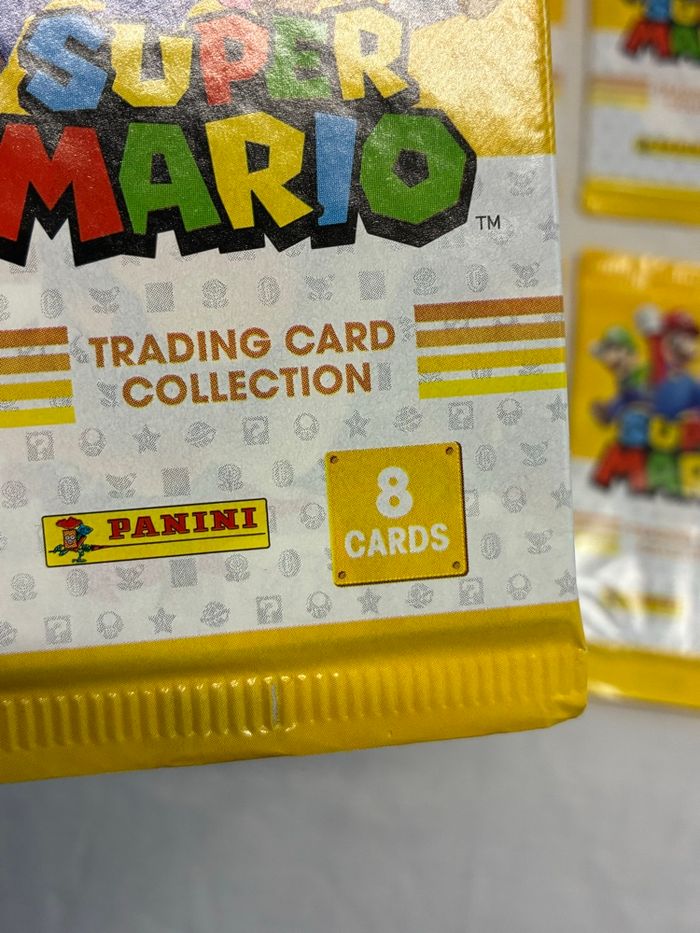 SUPER
MARIO
TM
TRADING CARD
COLLECTION
PANINI
8
CARDS